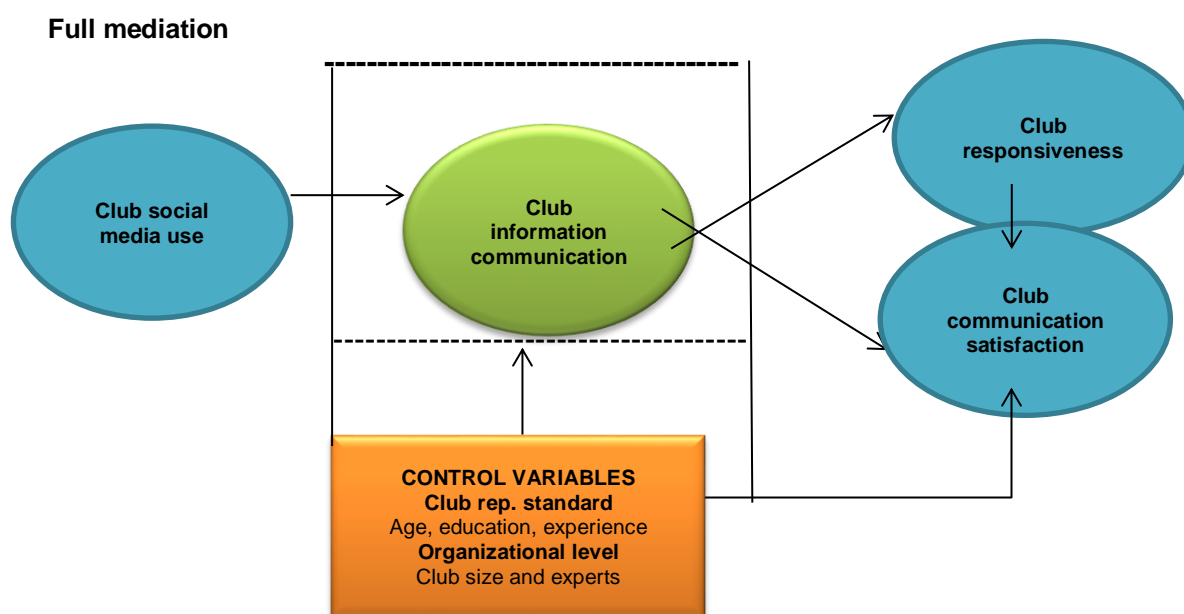 Full mediation
Club social
media use
Club
information
communication
Club
responsiveness
Club
communication
satisfaction
CONTROL VARIABLES
Club rep. standard
Age, education, experience
Organizational level
Club size and experts